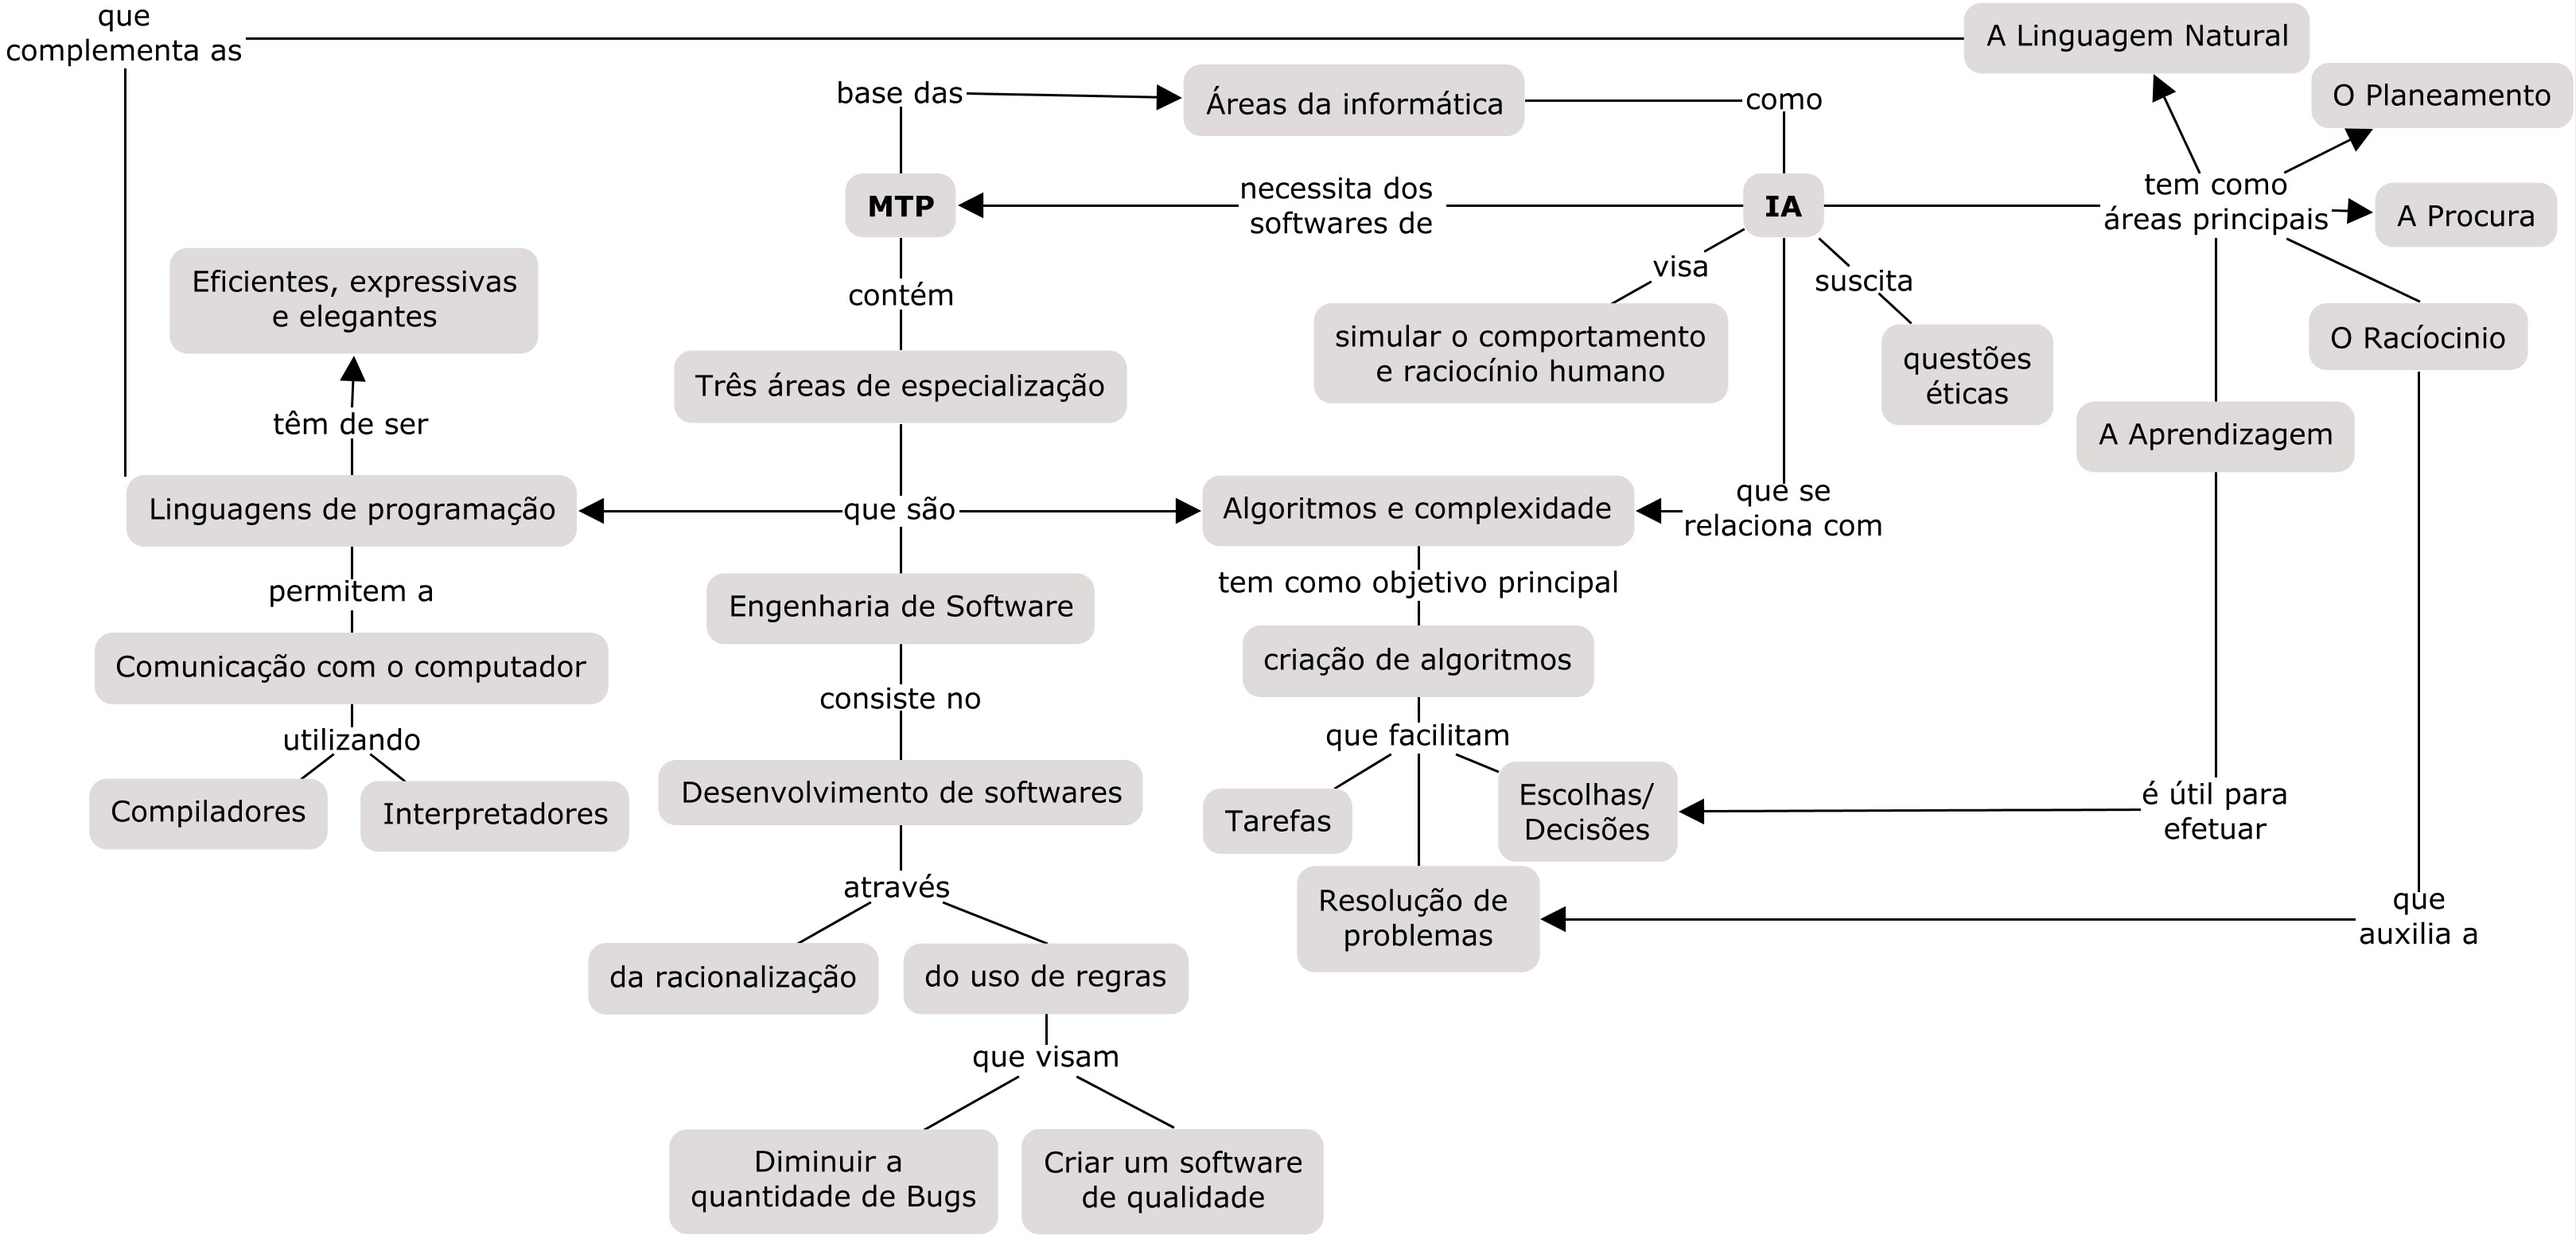 que
complementa as
A Linguagem Natural
base das
Áreas da informática
como
O Planeamento
MTP
necessita dos
softwares de
IA
tem como
áreas principais
A Procura
Eficientes, expressivas
e elegantes
contém
visa
suscita
simular o comportamento
e raciocínio humano
questões
éticas
O Racíocinio
Três áreas de especialização
têm de ser
A Aprendizagem
Linguagens de programação
que são
Algoritmos e complexidade
que se
relaciona com
permitem a
Engenharia de Software
tem como objetivo principal
Comunicação com o computador
criação de algoritmos
consiste no
utilizando
que facilitam
Compiladores
Interpretadores
Desenvolvimento de softwares
Tarefas
Escolhas/
Decisões
é útil para
efetuar
através
Resolução de
problemas
que
auxilia a
da racionalização
do uso de regras
que visam
Diminuir a
quantidade de Bugs
Criar um software
de qualidade